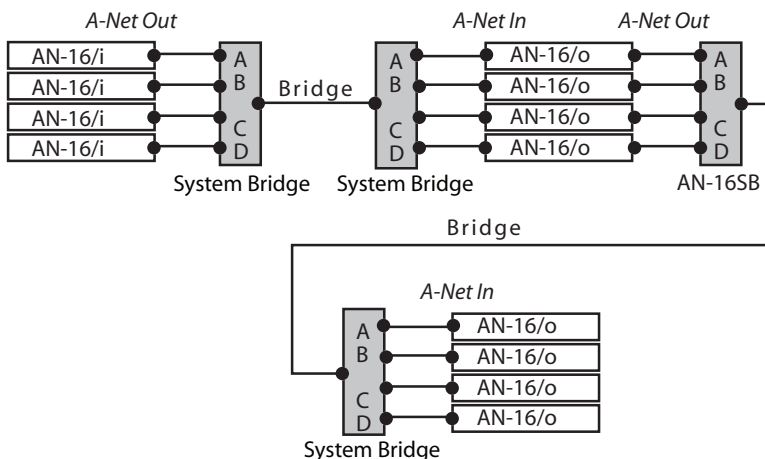 A-Net Out
A-Net In
A-Net Out
AN-16/i
AN-16/i
AN-16/i
AN-16/i
A
B
C
D
System Bridge
Bridge
A
B
C
D
System Bridge
AN-16/o
AN-16/o
AN-16/o
AN-16/o
A
B
C
D
AN-16SB
Bridge
A-Net In
A
B
C
D
System Bridge
AN-16/o
AN-16/o
AN-16/o
AN-16/o